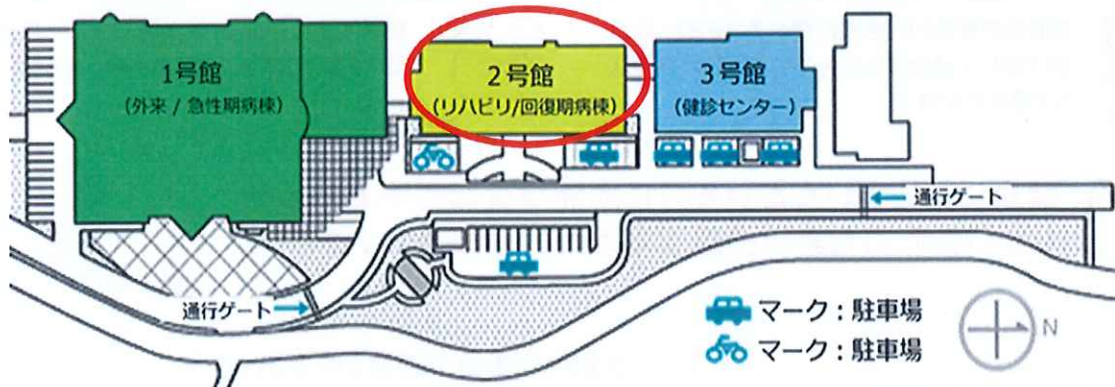 1号館
(外来 / 急性期病棟)
2号館
(リハビリ/回復期病棟)
3号館
(健診センター)
通行ゲート
通行ゲート
マーク：駐車場
マーク：駐車場
N